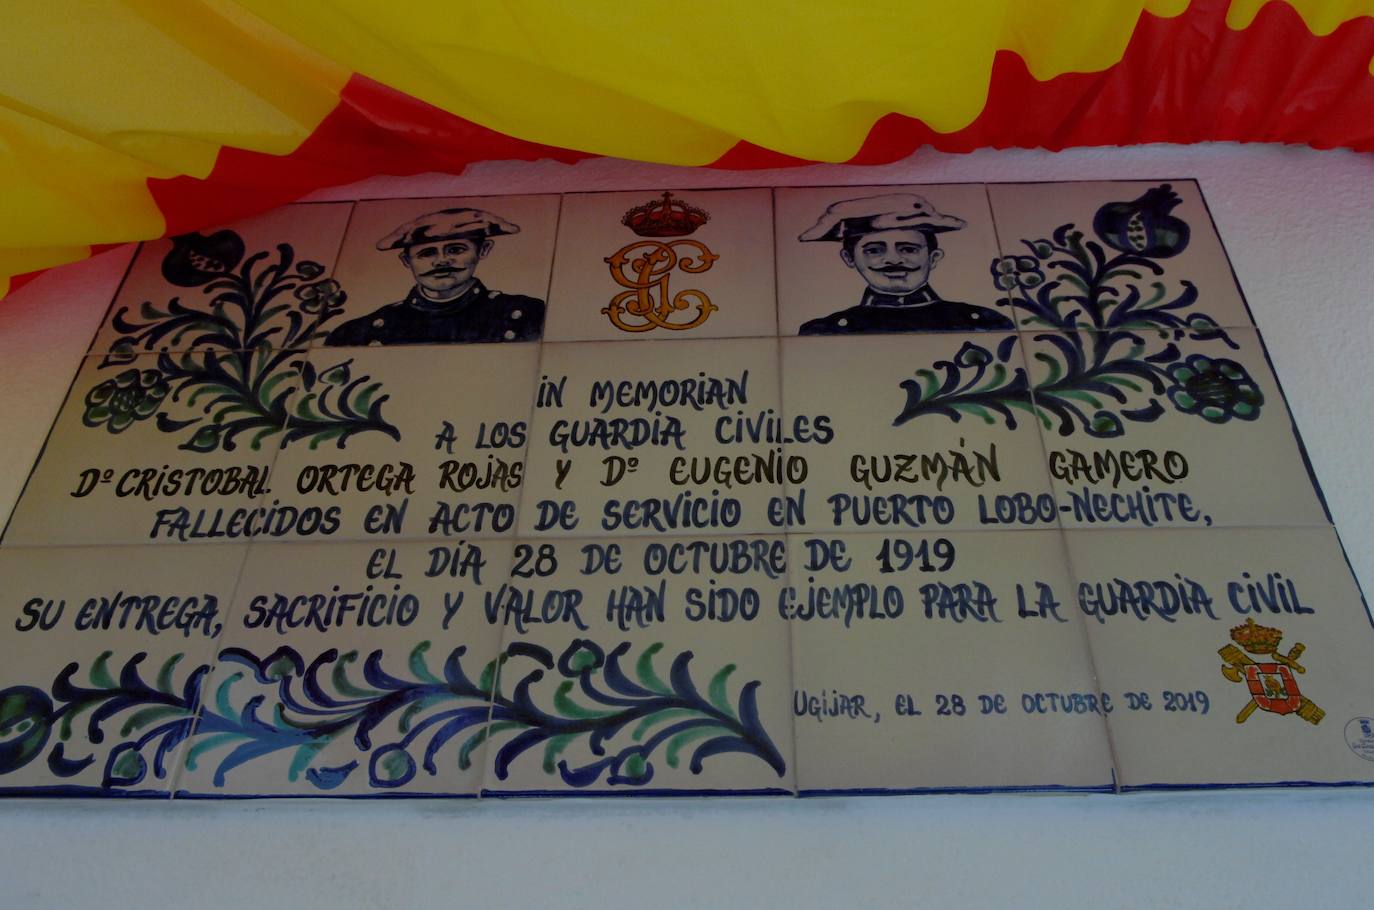 IN MEMORIAN
A LOS GUARDIA CIVILES
Dº CRISTOBAL ORTEGA ROJAS Y Dº EUGENIO GUZMÁN GAMERO
FALLECIDOS EN ACTO DE SERVICIO EN PUERTO LOBO-NECHITE,
EL DÍA 28 DE OCTUBRE DE 1919
SU ENTREGA, SACRIFICIO Y VALOR HAN SIDO EJEMPLO PARA LA GUARDIA CIVIL
UGIJAR, EL 28 DE OCTUBRE DE 2019